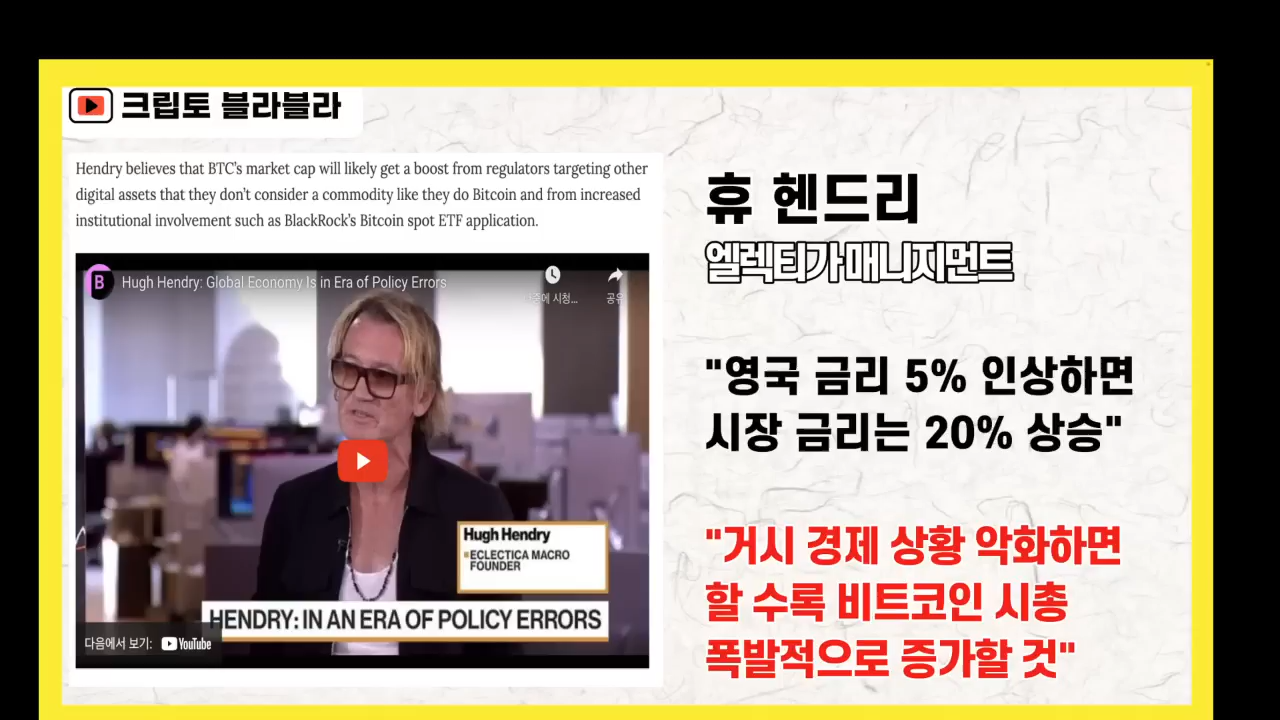 크립토 블라블라
Hendry believes that BTC's market cap will likely get a boost from regulators targeting other
digital assets that they don't consider a commodity like they do Bitcoin and from increased
institutional involvement such as BlackRock's Bitcoin spot ETF application.
B
Hugh Hendry: Global Economy Is in Era of Policy Errors
시청...
공유
Hugh Hendry
ECLECTICA MACRO
FOUNDER
HENDRY: IN AN ERA OF POLICY ERRORS
다음에서 보기: YouTube
휴 헨드리
엘렉티가 매니지먼트
"영국 금리 5% 인상하면
시장 금리는 20% 상승"
"거시 경제 상황 악화하면
할 수록 비트코인 시총
폭발적으로 증가할 것"